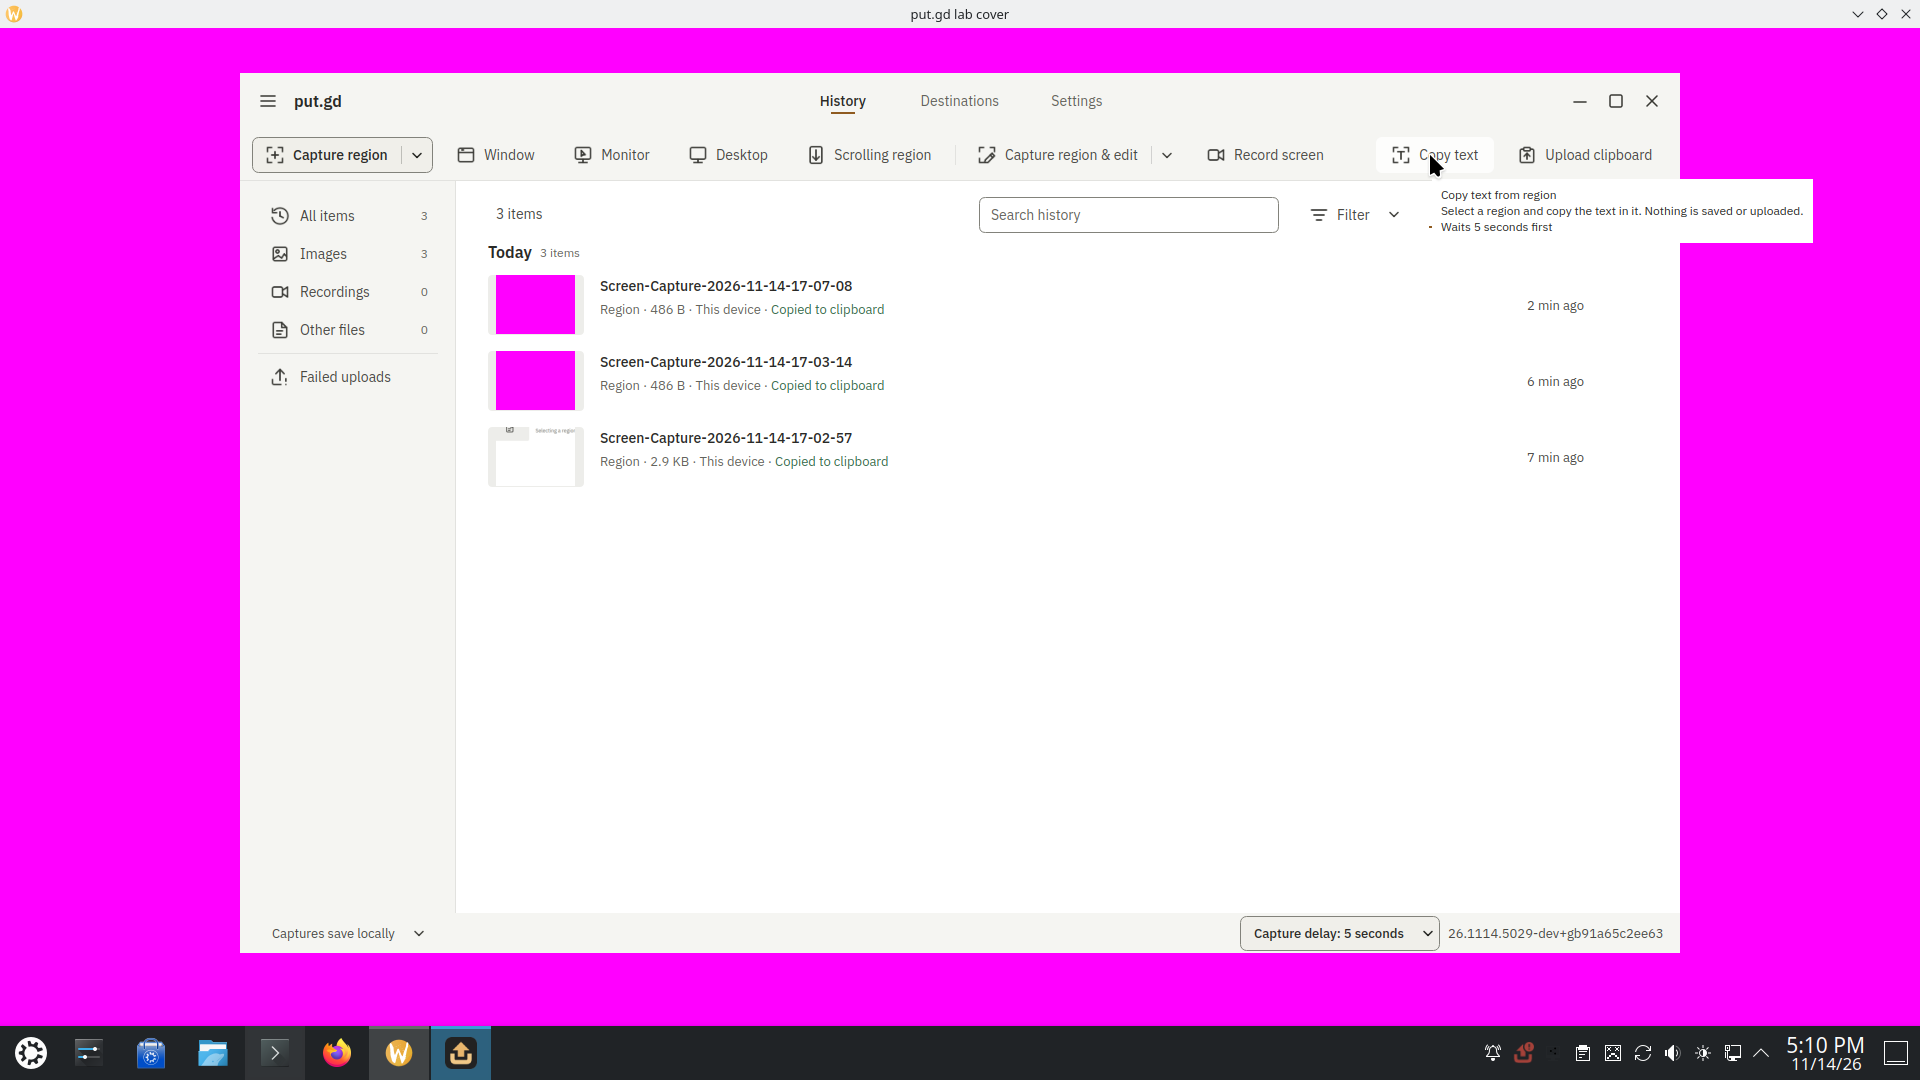 put.gd lab cover
put.gd
History
Destinations
Settings
Capture region
Window
Monitor
Desktop
Scrolling region
Capture region & edit
Record screen
Copy text
Upload clipboard
Copy text from region
Select a region and copy the text in it. Nothing is saved or uploaded.
Waits 5 seconds first
All items 3
Images 3
Recordings 0
Other files 0
Failed uploads
3 items
Search history
Filter
Today 3 items
Screen-Capture-2026-11-14-17-07-08
Region · 486 B · This device · Copied to clipboard
2 min ago
Screen-Capture-2026-11-14-17-03-14
Region · 486 B · This device · Copied to clipboard
6 min ago
Selecting a region
Screen-Capture-2026-11-14-17-02-57
Region · 2.9 KB · This device · Copied to clipboard
7 min ago
Captures save locally
Capture delay: 5 seconds
26.1114.5029-dev+gb91a65c2ee63
5:10 PM
11/14/26